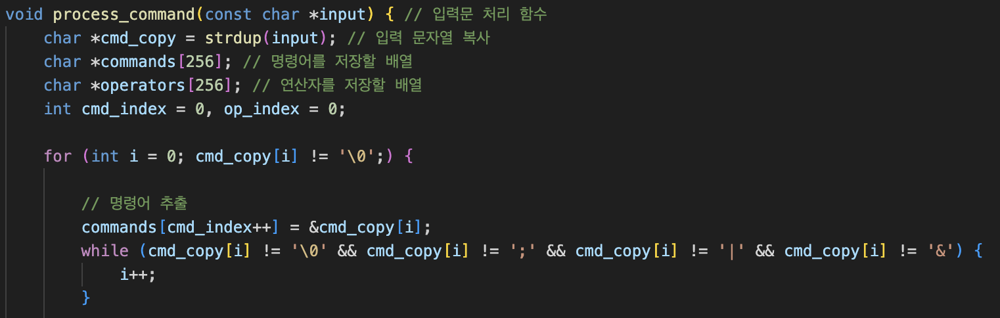 void process_command(const char *input) { // 입력문 처리 함수
    char *cmd_copy = strdup(input); // 입력 문자열 복사
    char *commands[256]; // 명령어를 저장할 배열
    char *operators[256]; // 연산자를 저장할 배열
    int cmd_index = 0, op_index = 0;

    for (int i = 0; cmd_copy[i] != '\0';) {

        // 명령어 추출
        commands[cmd_index++] = &cmd_copy[i];
        while (cmd_copy[i] != '\0' && cmd_copy[i] != ';' && cmd_copy[i] != '|' && cmd_copy[i] != '&') {
            i++;
        }